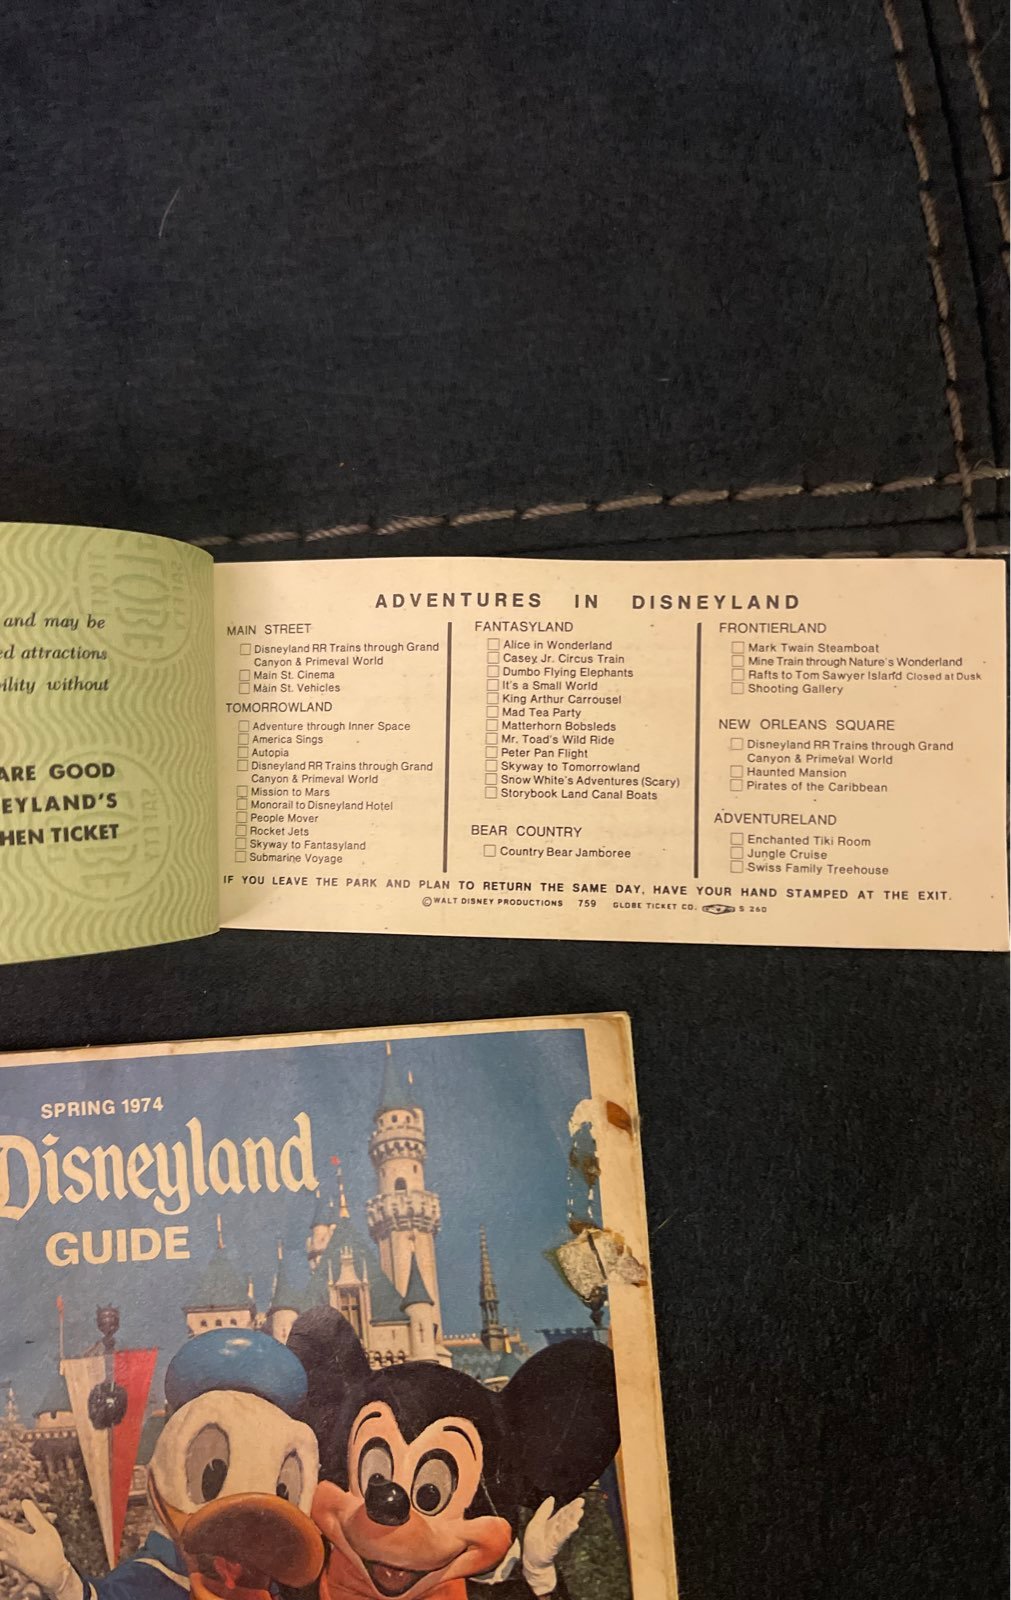 and may be
ed attractions
ility without
ARE GOOD
EYLAND'S
HEN TICKET
ADVENTURES IN DISNEYLAND
MAIN STREET
Disneyland RR Trains through Grand
Canyon & Primeval World
Main St. Cinema
Main St. Vehicles
TOMORROWLAND
Adventure through Inner Space
America Sings
Autopia
Disneyland RR Trains through Grand
Canyon & Primeval World
Mission to Mars
Monorail to Disneyland Hotel
People Mover
Rocket Jets
Skyway to Fantasyland
Submarine Voyage
FANTASYLAND
Alice in Wonderland
Casey Jr. Circus Train
Dumbo Flying Elephants
It's a Small World
King Arthur Carrousel
Mad Tea Party
Matterhorn Bobsleds
Mr. Toad's Wild Ride
Peter Pan Flight
Skyway to Tomorrowland
Snow White's Adventures (Scary)
Storybook Land Canal Boats
BEAR COUNTRY
Country Bear Jamboree
FRONTIERLAND
Mark Twain Steamboat
Mine Train through Nature's Wonderland
Rafts to Tom Sawyer Island Closed at Dusk
Shooting Gallery
NEW ORLEANS SQUARE
Disneyland RR Trains through Grand
Canyon & Primeval World
Haunted Mansion
Pirates of the Caribbean
ADVENTURELAND
Enchanted Tiki Room
Jungle Cruise
Swiss Family Treehouse
IF YOU LEAVE THE PARK AND PLAN TO RETURN THE SAME DAY, HAVE YOUR HAND STAMPED AT THE EXIT.
©WALT DISNEY PRODUCTIONS 759 GLOBE TICKET CO. S 260
SPRING 1974
Disneyland
GUIDE